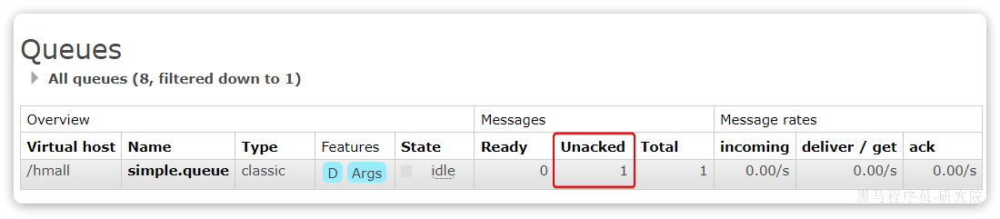 Queues
All queues (8, filtered down to 1)
Overview Messages Message rates
Virtual host Name Type Features State Ready Unacked Total incoming deliver / get ack
/hmall simple.queue classic D Args idle 0 1 1 0.00/s 0.00/s 0.00/s
黑马程序员-研究院